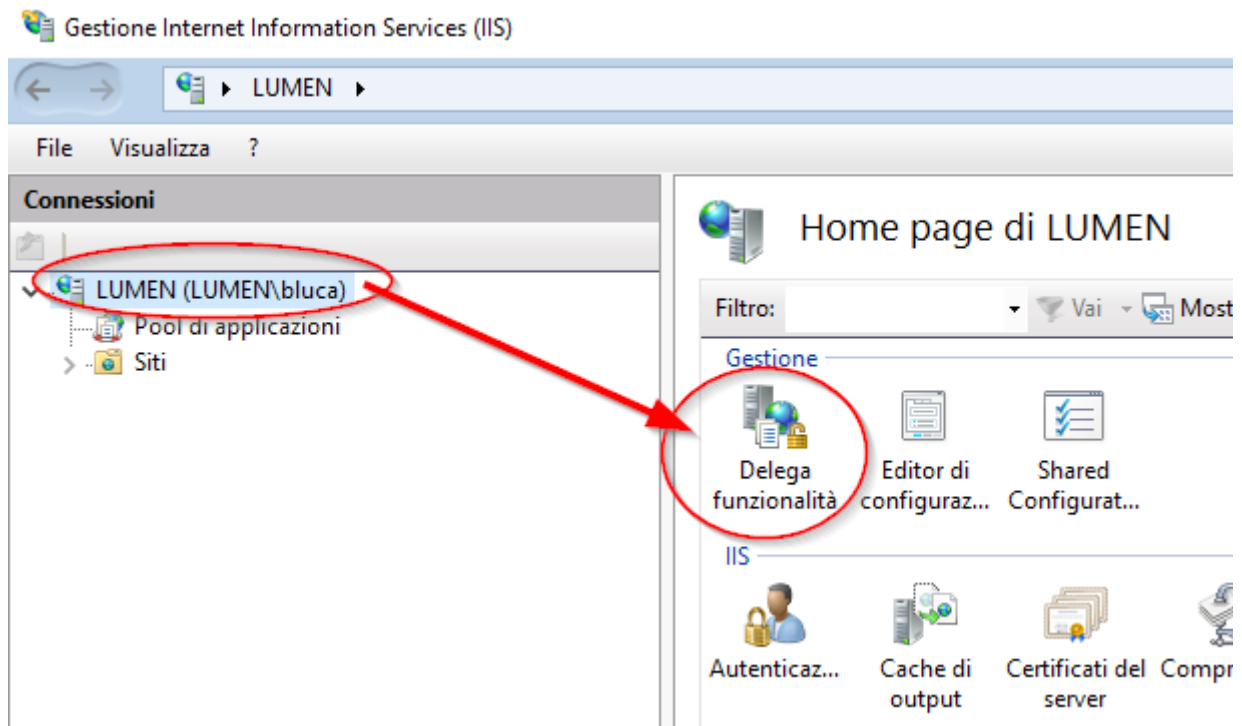 Gestione Internet Information Services (IIS)
LUMEN
File Visualizza ?
Connessioni
LUMEN (LUMEN\bluca)
Pool di applicazioni
Siti
Home page di LUMEN
Filtro: Vai Most
Gestione
Delega funzionalità
Editor di configuraz...
Shared Configurat...
IIS
Autenticaz...
Cache di output
Certificati del server
Compr